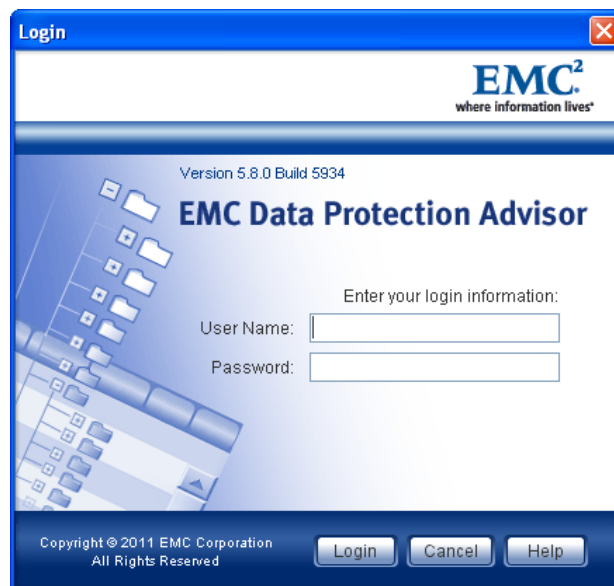 Login
EMC²
where information lives®
Version 5.8.0 Build 5934
EMC Data Protection Advisor
Enter your login information:
User Name:
Password:
Copyright © 2011 EMC Corporation
All Rights Reserved
Login Cancel Help